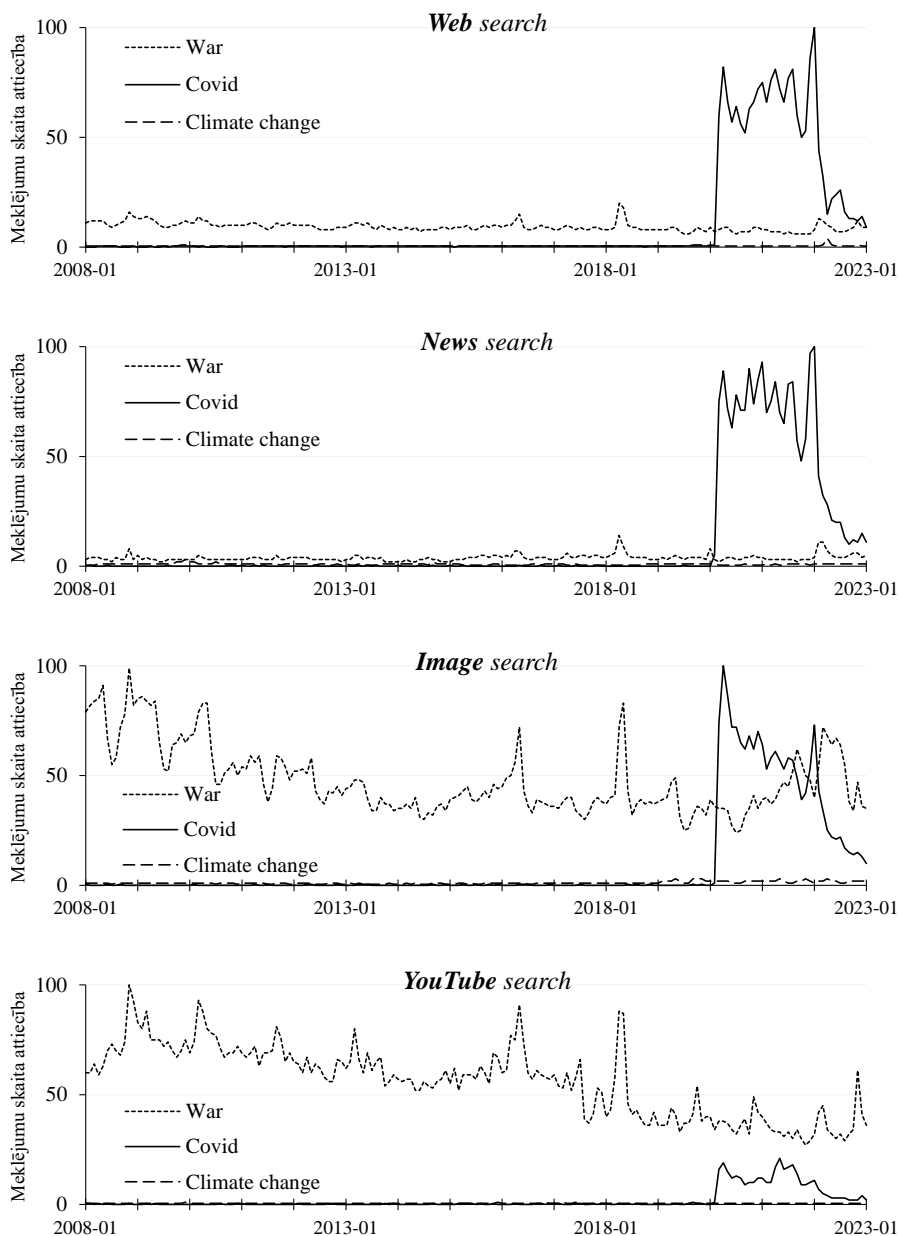 Web search
Meklējumu skaita attiecība
100
50
0
War
Covid
Climate change
2008-01 2013-01 2018-01 2023-01
News search
Meklējumu skaita attiecība
100
50
0
War
Covid
Climate change
2008-01 2013-01 2018-01 2023-01
Image search
Meklējumu skaita attiecība
100
50
0
War
Covid
Climate change
2008-01 2013-01 2018-01 2023-01
YouTube search
Meklējumu skaita attiecība
100
50
0
War
Covid
Climate change
2008-01 2013-01 2018-01 2023-01